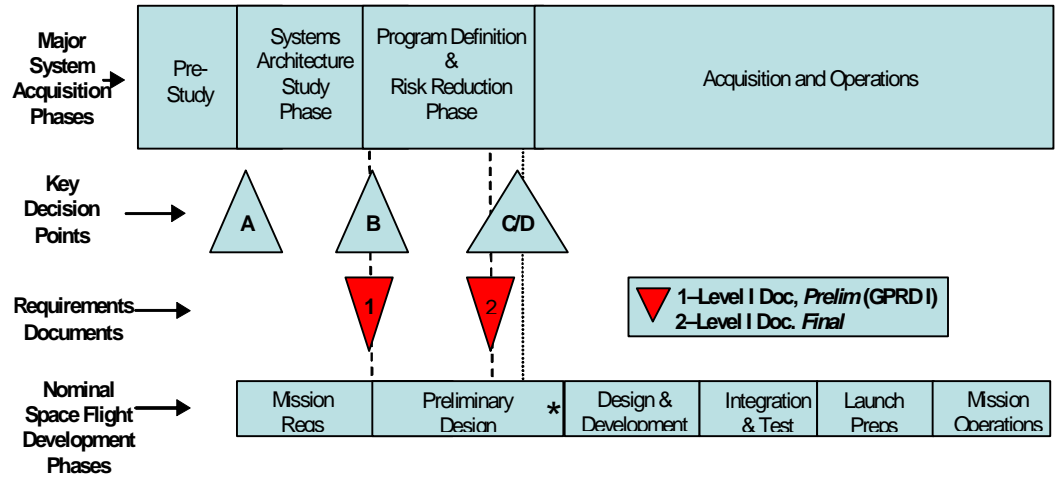 Major
System
Acquisition
Phases
Pre-
Study
Systems
Architecture
Study
Phase
Program Definition
&
Risk Reduction
Phase
Acquisition and Operations
Key
Decision
Points
A
B
C/D
Requirements
Documents
1
2
1–Level I Doc, Prelim (GPRD I)
2–Level I Doc. Final
Nominal
Space Flight
Development
Phases
Mission
Reqs
Preliminary
Design
*
Design &
Development
Integration
& Test
Launch
Preps
Mission
Operations